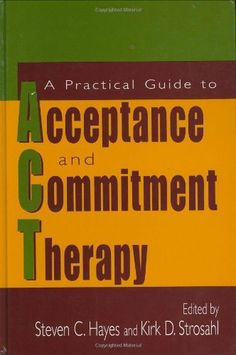 A Practical Guide to
Acceptance
and
Commitment
Therapy
Edited by
Steven C. Hayes and Kirk D. Strosahl